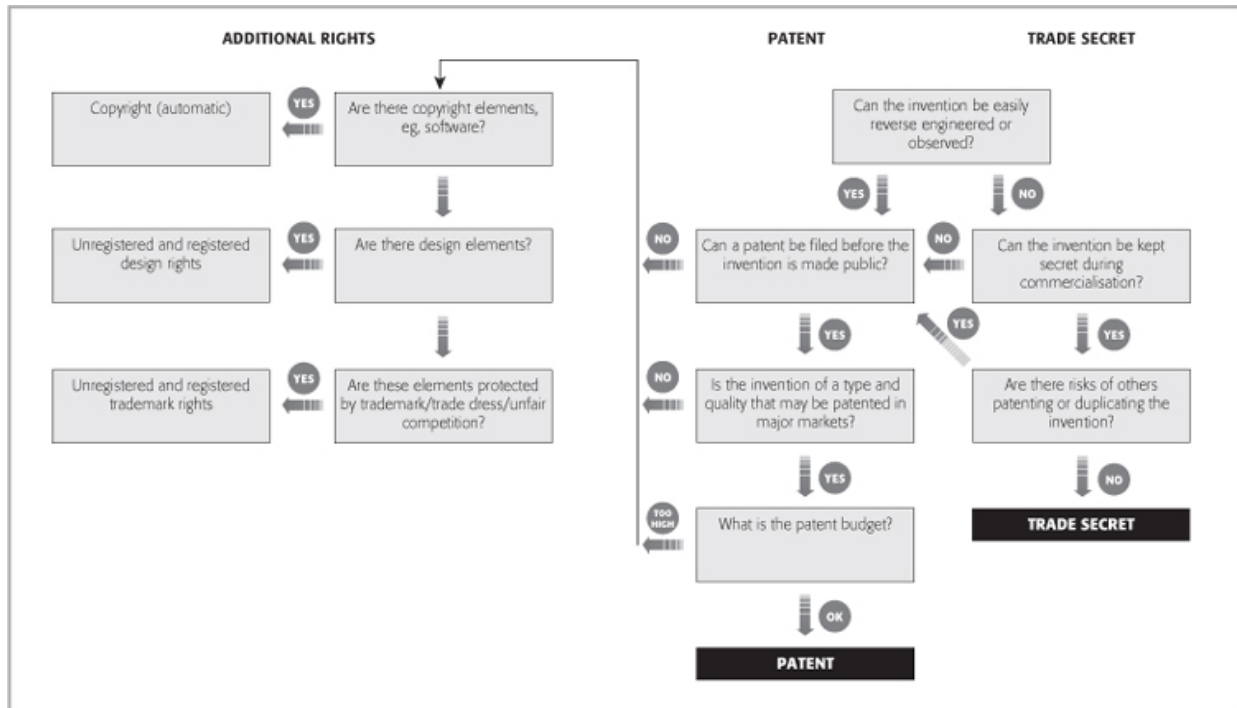 ADDITIONAL RIGHTS
PATENT
TRADE SECRET
Copyright (automatic)
YES
Are there copyright elements,
eg, software?
Can the invention be easily
reverse engineered or
observed?
YES
NO
Unregistered and registered
design rights
YES
Are there design elements?
NO
Can a patent be filed before the
invention is made public?
NO
Can the invention be kept
secret during
commercialisation?
YES
YES
YES
Unregistered and registered
trademark rights
YES
Are these elements protected
by trademark/trade dress/unfair
competition?
NO
Is the invention of a type and
quality that may be patented in
major markets?
Are there risks of others
patenting or duplicating the
invention?
YES
NO
TOO
HIGH
What is the patent budget?
TRADE SECRET
OK
PATENT